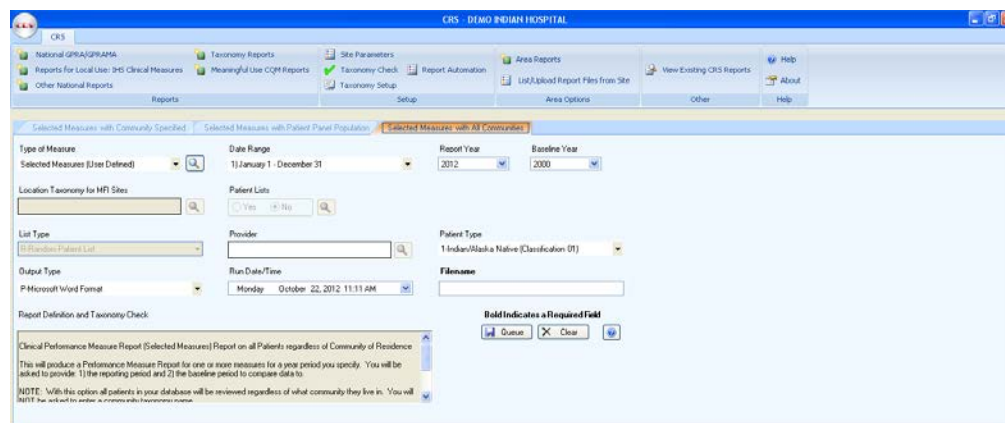 CRS - DEMO INDIAN HOSPITAL
CRS
CRS
National GPRA/GPRAMA
Taxonomy Reports
Site Parameters
Area Reports
Help
Reports for Local Use: IHS Clinical Measures
Meaningful Use CQM Reports
Taxonomy Check
Report Automation
View Existing CRS Reports
Other National Reports
Taxonomy Setup
List/Upload Report Files from Site
About
Reports
Setup
Area Options
Other
Help
Selected Measures with Community Specified
Selected Measures with Patient Panel Population
Selected Measures with All Communities
Type of Measure
Date Range
Report Year
Baseline Year
Selected Measures (User Defined)
1) January 1 - December 31
2012
2000
Location Taxonomy for MFI Sites
Patient Lists
Yes
No
List Type
Provider
Patient Type
R-Random Patient List
1-Indian/Alaska Native (Classification 01)
Output Type
Run Date/Time
Filename
P-Microsoft Word Format
Monday October 22, 2012 11:11 AM
Report Definition and Taxonomy Check
Bold Indicates a Required Field
Queue
Clear
Clinical Performance Measure Report (Selected Measures) Report on all Patients regardless of Community of Residence
This will produce a Performance Measure Report for one or more measures for a year period you specify. You will be
asked to provide: 1) the reporting period and 2) the baseline period to compare data to.
NOTE: With this option all patients in your database will be reviewed regardless of what community they live in. You will
NOT be asked to enter a community taxonomy name.